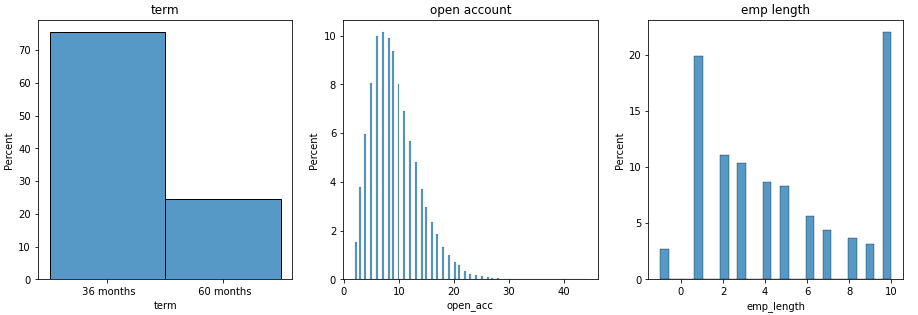 term
open account
emp length
Percent
70
60
50
40
30
20
10
0
36 months
60 months
term
Percent
10
8
6
4
2
0
0
10
20
30
40
open_acc
Percent
20
15
10
5
0
0
2
4
6
8
10
emp_length